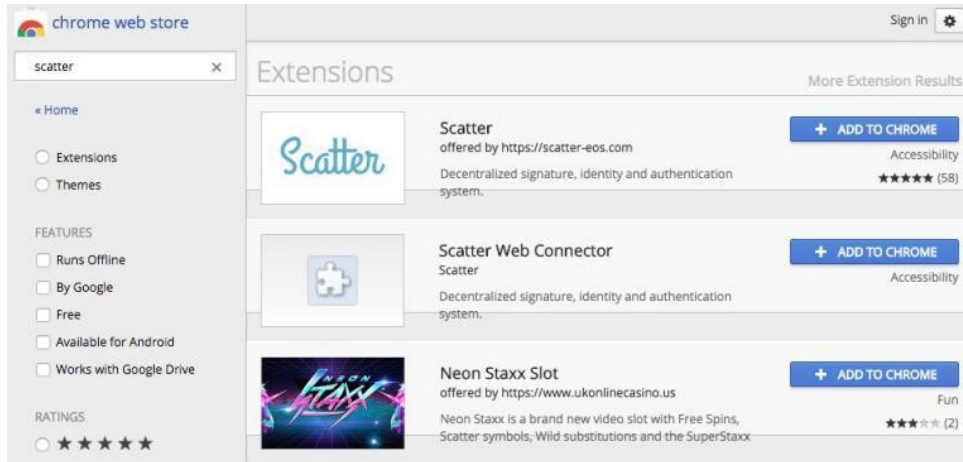 chrome web store
Sign in
scatter
« Home
Extensions
Themes
FEATURES
Runs Offline
By Google
Free
Available for Android
Works with Google Drive
RATINGS
Extensions
More Extension Results
Scatter
Scatter
offered by https://scatter-eos.com
Decentralized signature, identity and authentication
system.
+ ADD TO CHROME
Accessibility
★★★★★ (58)
Scatter Web Connector
Scatter
Decentralized signature, identity and authentication
system.
+ ADD TO CHROME
Accessibility
NEON
STAXX
Neon Staxx Slot
offered by https://www.ukonlinecasino.us
Neon Staxx is a brand new video slot with Free Spins,
Scatter symbols, Wild substitutions and the SuperStaxx
+ ADD TO CHROME
Fun
★★★☆☆ (2)